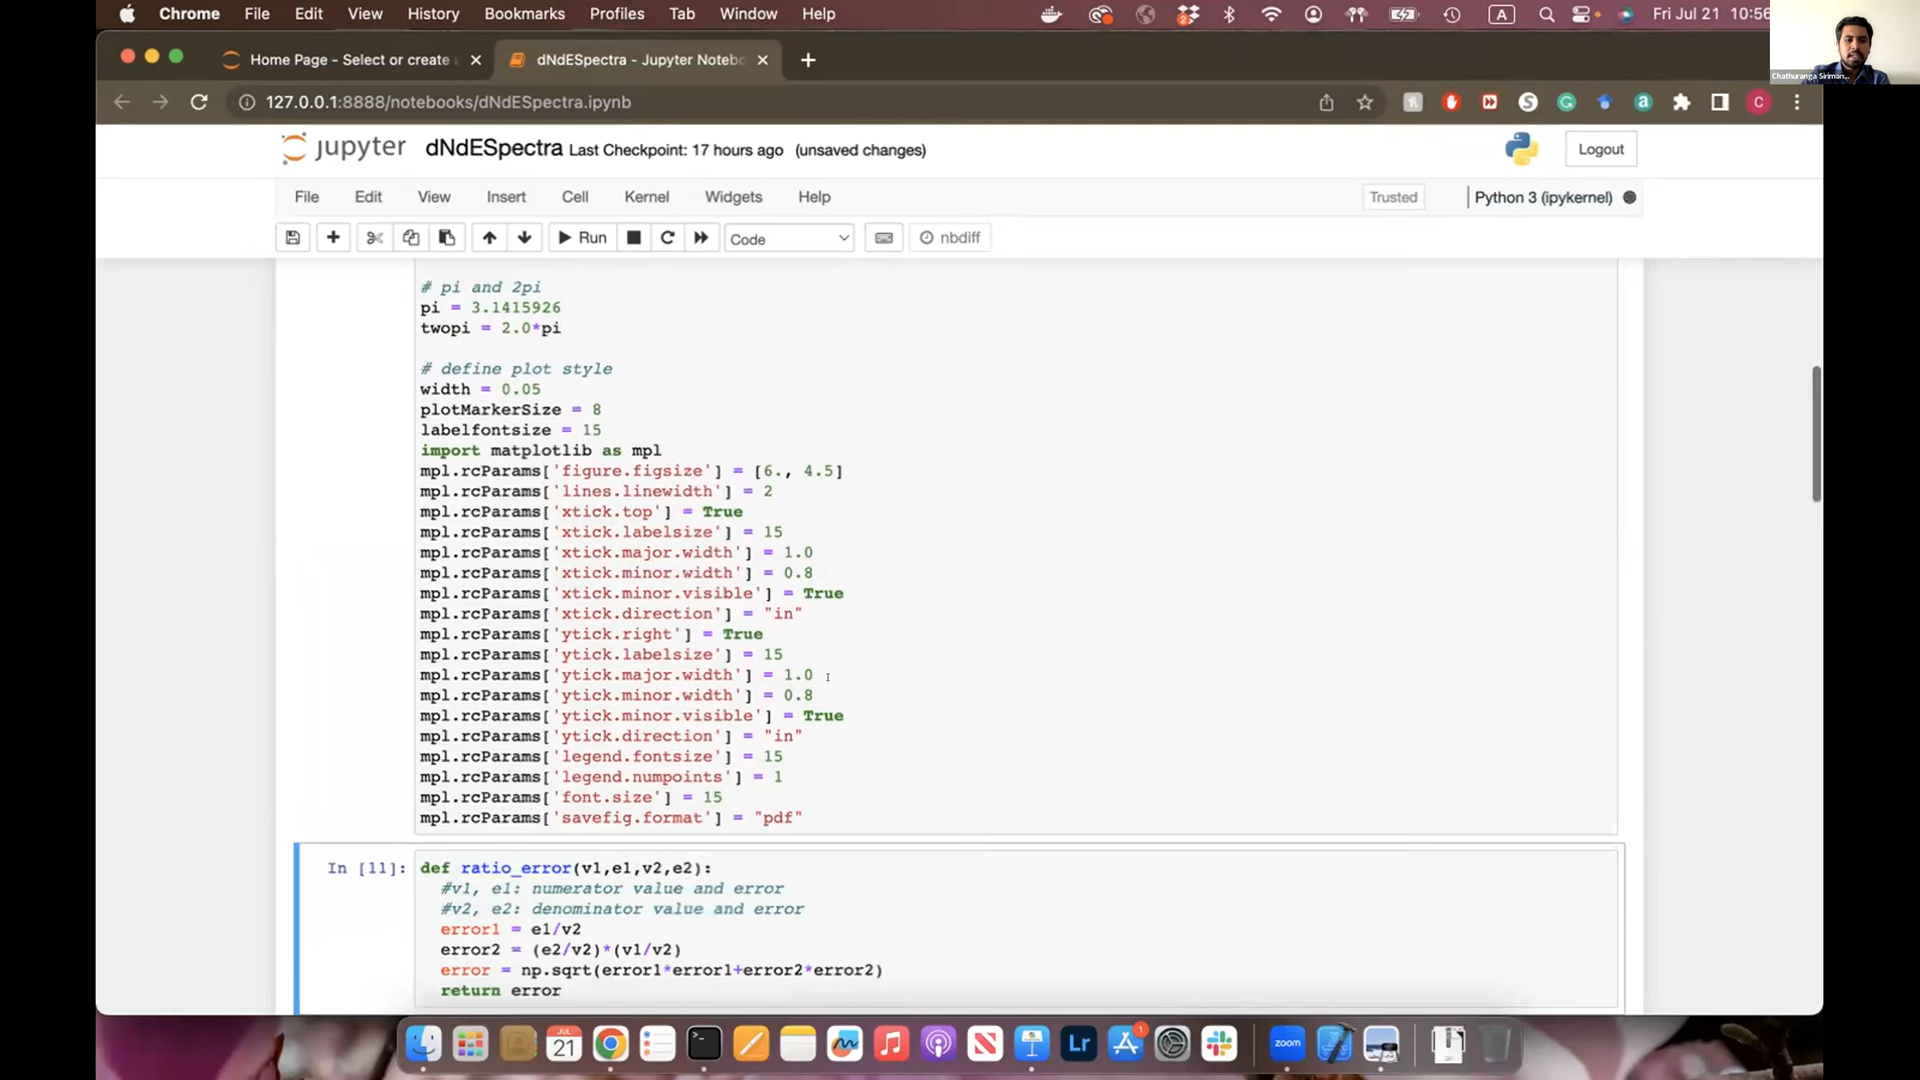 Chrome File Edit View History Bookmarks Profiles Tab Window Help
2
A
Fri Jul 21 10:56
Home Page - Select or create
dNdESpectra - Jupyter Notebo
127.0.0.1:8888/notebooks/dNdESpectra.ipynb
C
Chathuranga Siriman...
jupyter dNdESpectra Last Checkpoint: 17 hours ago (unsaved changes)
Logout
File Edit View Insert Cell Kernel Widgets Help
Trusted
Python 3 (ipykernel)
Run
Code
nbdiff
# pi and 2pi
pi = 3.1415926
twopi = 2.0*pi
# define plot style
width = 0.05
plotMarkerSize = 8
labelfontsize = 15
import matplotlib as mpl
mpl.rcParams['figure.figsize'] = [6., 4.5]
mpl.rcParams['lines.linewidth'] = 2
mpl.rcParams['xtick.top'] = True
mpl.rcParams['xtick.labelsize'] = 15
mpl.rcParams['xtick.major.width'] = 1.0
mpl.rcParams['xtick.minor.width'] = 0.8
mpl.rcParams['xtick.minor.visible'] = True
mpl.rcParams['xtick.direction'] = "in"
mpl.rcParams['ytick.right'] = True
mpl.rcParams['ytick.labelsize'] = 15
mpl.rcParams['ytick.major.width'] = 1.0
mpl.rcParams['ytick.minor.width'] = 0.8
mpl.rcParams['ytick.minor.visible'] = True
mpl.rcParams['ytick.direction'] = "in"
mpl.rcParams['legend.fontsize'] = 15
mpl.rcParams['legend.numpoints'] = 1
mpl.rcParams['font.size'] = 15
mpl.rcParams['savefig.format'] = "pdf"
In [11]: def ratio_error(v1,e1,v2,e2):
#v1, e1: numerator value and error
#v2, e2: denominator value and error
error1 = e1/v2
error2 = (e2/v2)*(v1/v2)
error = np.sqrt(error1*error1+error2*error2)
return error
JUL
21
Lr
1
zoom